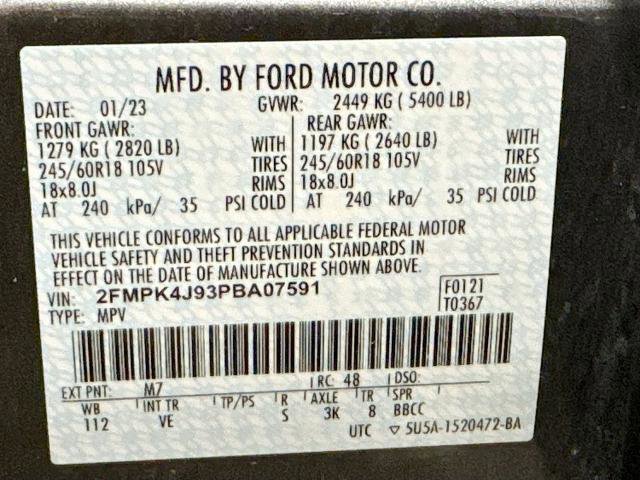 MFD. BY FORD MOTOR CO.
DATE: 01/23 GVWR: 2449 KG ( 5400 LB)
FRONT GAWR: REAR GAWR:
1279 KG ( 2820 LB) WITH 1197 KG ( 2640 LB) WITH
245/60R18 105V TIRES 245/60R18 105V TIRES
18x8.0J RIMS 18x8.0J RIMS
AT 240 kPa/ 35 PSI COLD AT 240 kPa/ 35 PSI COLD
THIS VEHICLE CONFORMS TO ALL APPLICABLE FEDERAL MOTOR
VEHICLE SAFETY AND THEFT PREVENTION STANDARDS IN
EFFECT ON THE DATE OF MANUFACTURE SHOWN ABOVE.
VIN: 2FMPK4J93PBA07591 F0121
TYPE: MPV T0367
EXT PNT: M7 RC: 48 DSO:
WB INT TR TP/PS R AXLE TR SPR
112 VE S 3K 8 BBCC
UTC ▽ 5U5A-1520472-BA